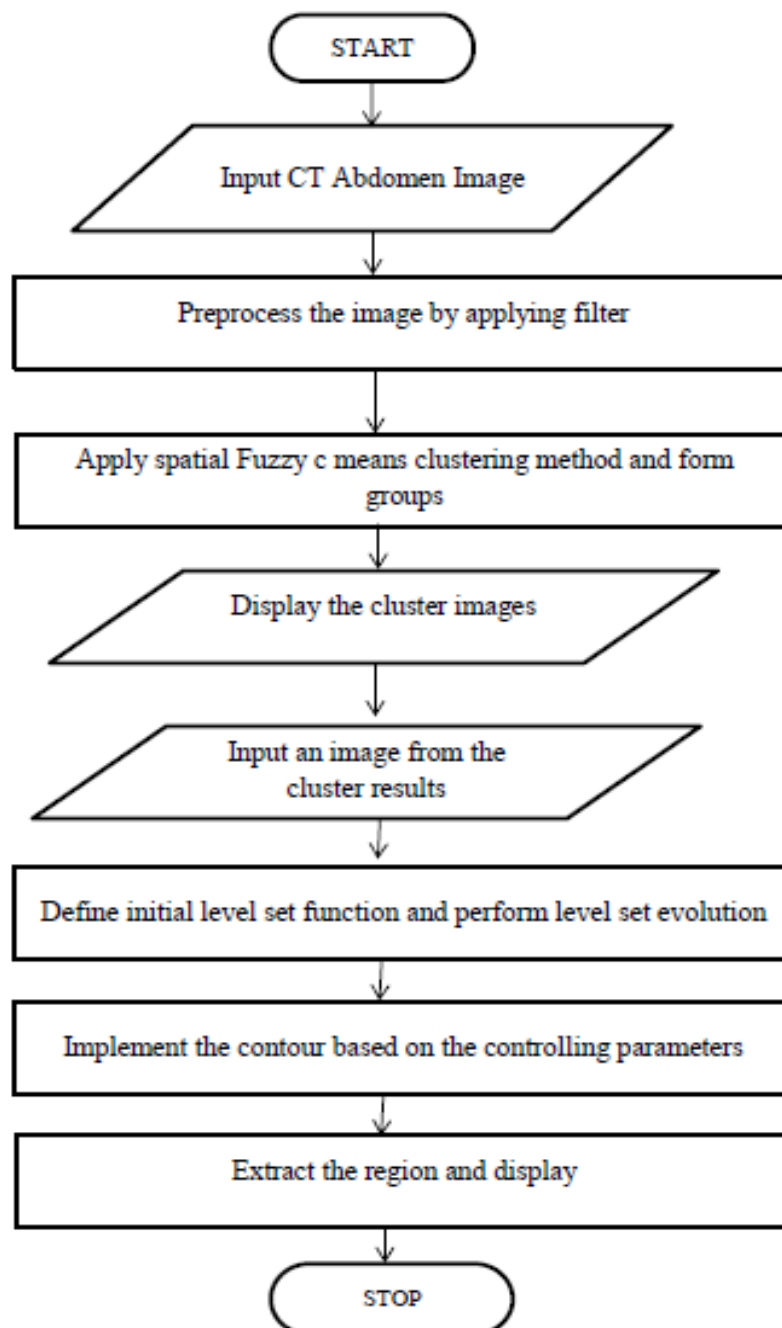 START
Input CT Abdomen Image
Preprocess the image by applying filter
Apply spatial Fuzzy c means clustering method and form
groups
Display the cluster images
Input an image from the
cluster results
Define initial level set function and perform level set evolution
Implement the contour based on the controlling parameters
Extract the region and display
STOP